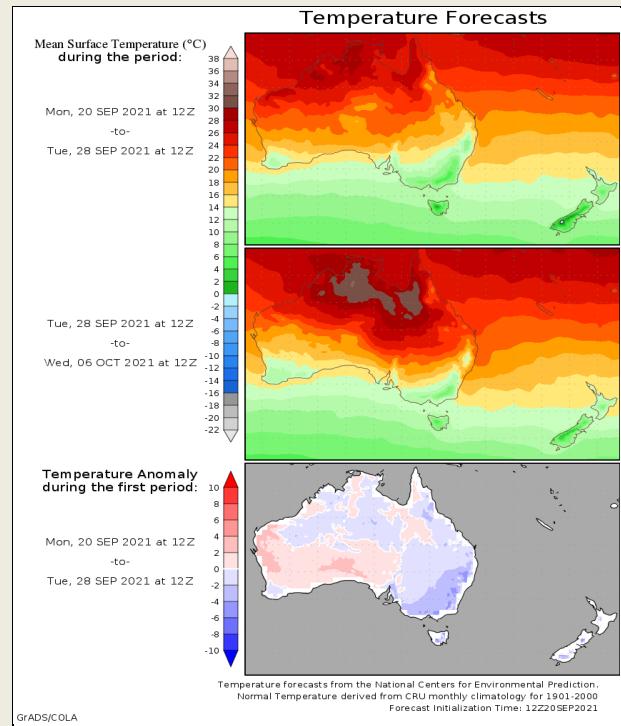 Temperature Forecasts
Mean Surface Temperature (°C)
during the period:
Mon, 20 SEP 2021 at 12Z
-to-
Tue, 28 SEP 2021 at 12Z
38
36
34
32
30
28
26
24
22
20
18
16
14
12
10
8
6
4
2
0
-2
-4
-6
-8
-10
-12
-14
-16
-18
-20
-22
Tue, 28 SEP 2021 at 12Z
-to-
Wed, 06 OCT 2021 at 12Z
Temperature Anomaly
during the first period:
Mon, 20 SEP 2021 at 12Z
-to-
Tue, 28 SEP 2021 at 12Z
10
8
6
4
2
0
-2
-4
-6
-8
-10
Temperature forecasts from the National Centers for Environmental Prediction.
Normal Temperature derived from CRU monthly climatology for 1901-2000
Forecast Initialization Time: 12Z20SEP2021
GrADS/COLA